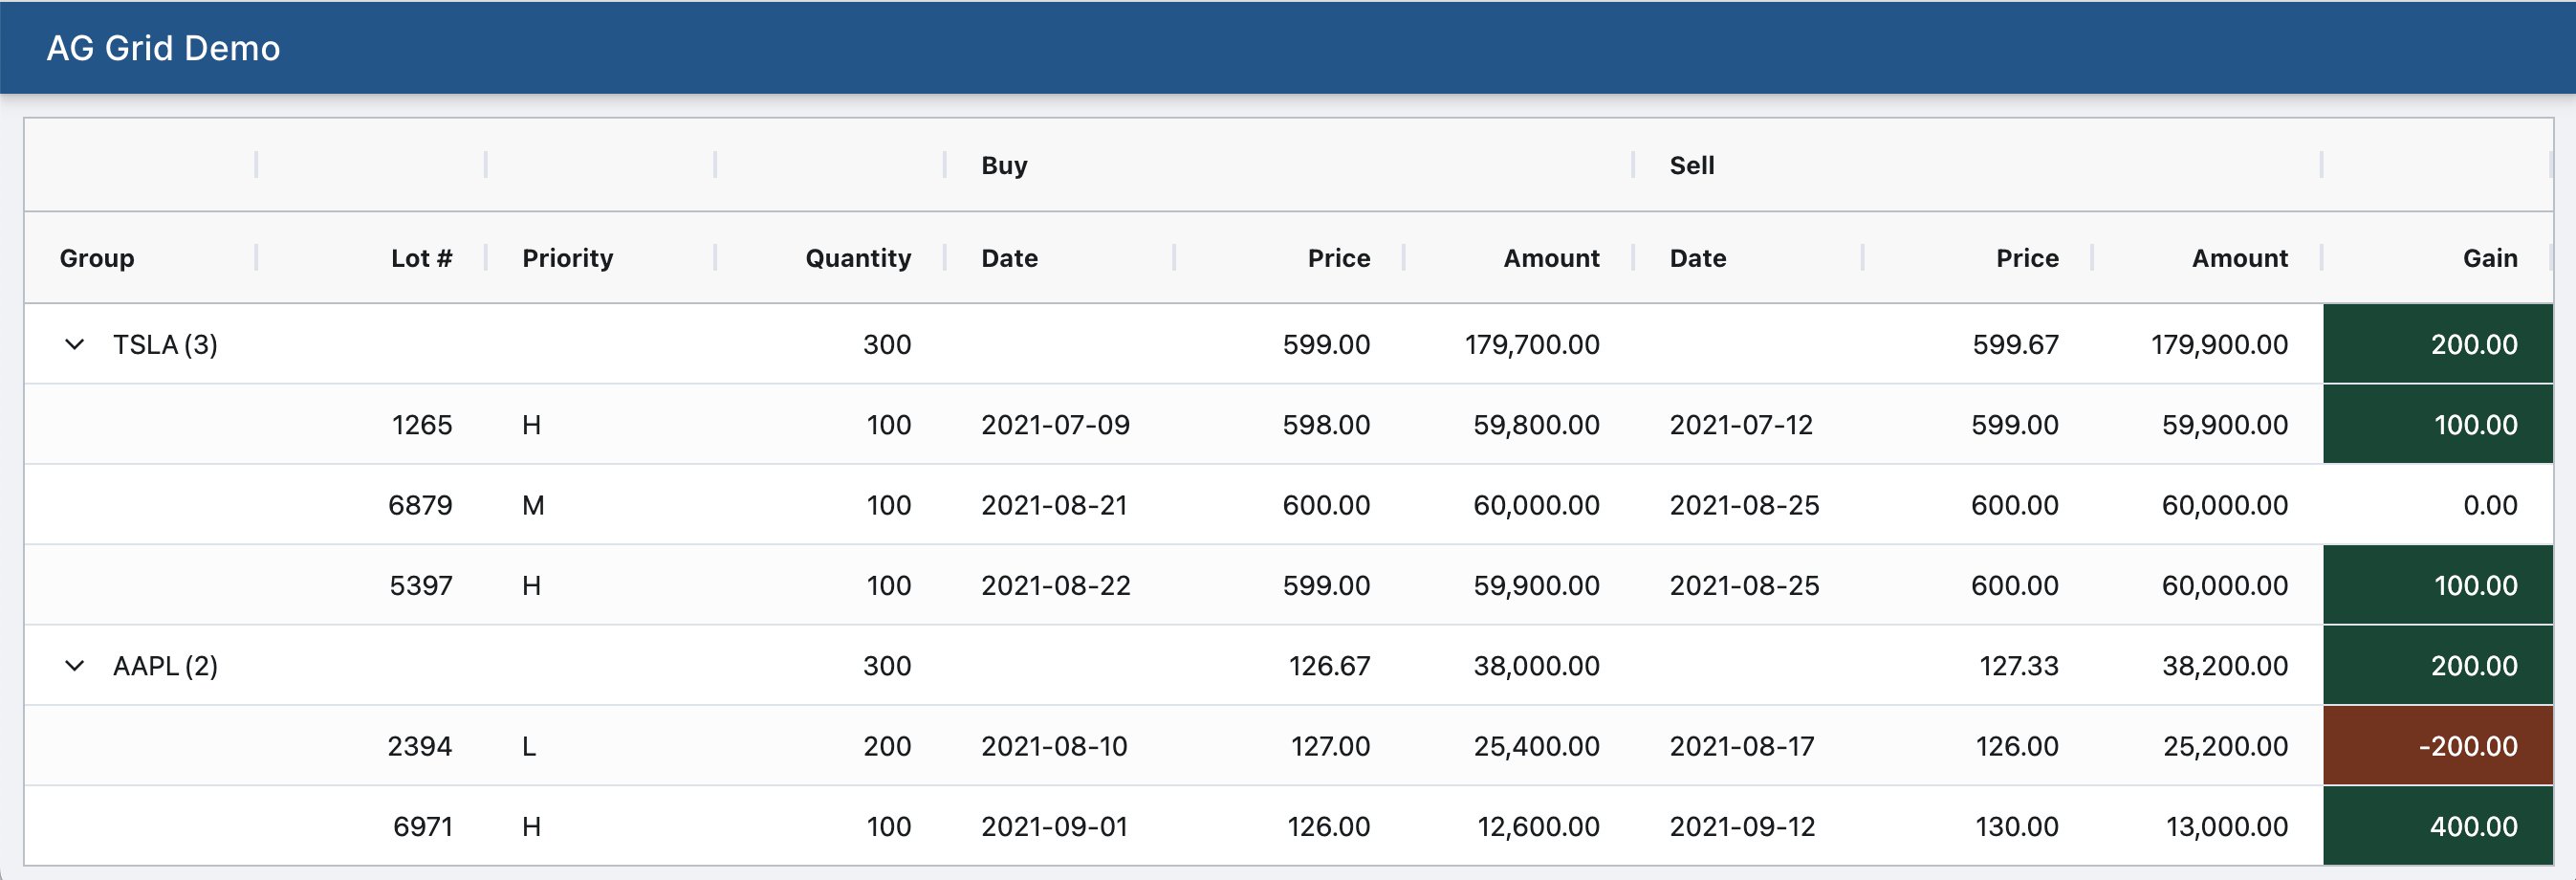 AG Grid Demo
Buy Sell
Group Lot # Priority Quantity Date Price Amount Date Price Amount Gain
TSLA (3) 300 599.00 179,700.00 599.67 179,900.00 200.00
1265 H 100 2021-07-09 598.00 59,800.00 2021-07-12 599.00 59,900.00 100.00
6879 M 100 2021-08-21 600.00 60,000.00 2021-08-25 600.00 60,000.00 0.00
5397 H 100 2021-08-22 599.00 59,900.00 2021-08-25 600.00 60,000.00 100.00
AAPL (2) 300 126.67 38,000.00 127.33 38,200.00 200.00
2394 L 200 2021-08-10 127.00 25,400.00 2021-08-17 126.00 25,200.00 -200.00
6971 H 100 2021-09-01 126.00 12,600.00 2021-09-12 130.00 13,000.00 400.00